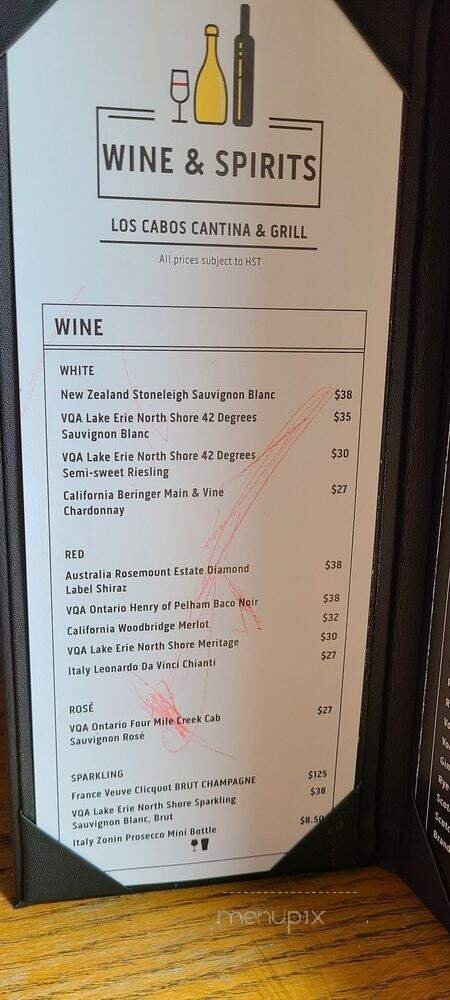 WINE & SPIRITS
LOS CABOS CANTINA & GRILL
All prices subject to HST
WINE
WHITE
New Zealand Stoneleigh Sauvignon Blanc $38
VQA Lake Erie North Shore 42 Degrees $35
Sauvignon Blanc
VQA Lake Erie North Shore 42 Degrees $30
Semi-sweet Riesling
California Beringer Main & Vine $27
Chardonnay
RED
Australia Rosemount Estate Diamond $38
Label Shiraz
VQA Ontario Henry of Pelham Baco Noir $38
California Woodbridge Merlot $32
VQA Lake Erie North Shore Meritage $30
Italy Leonardo Da Vinci Chianti $27
ROSÉ
VQA Ontario Four Mile Creek Cab $27
Sauvignon Rosé
SPARKLING
France Veuve Clicquot BRUT CHAMPAGNE $125
VQA Lake Erie North Shore Sparkling $38
Sauvignon Blanc, Brut
Italy Zonin Prosecco Mini Bottle $8.50
menupix